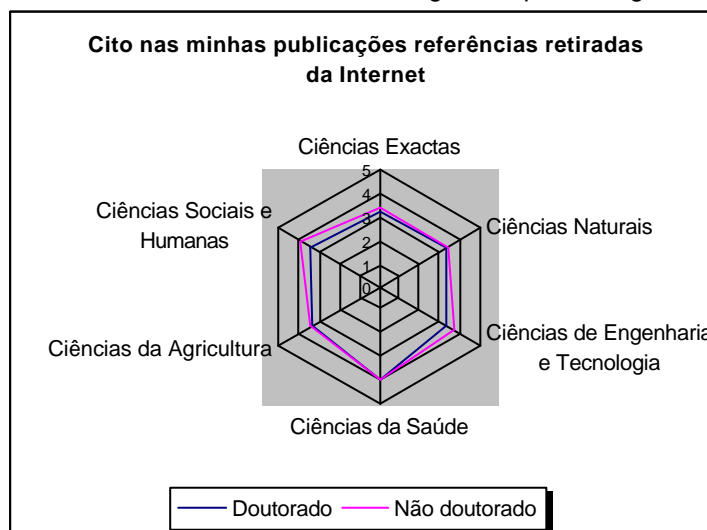 Cito nas minhas publicações referências retiradas
da Internet
Ciências Exactas
5
4
3
2
1
0
Ciências Sociais e
Humanas
Ciências Naturais
Ciências da Agricultura
Ciências de Engenharia
e Tecnologia
Ciências da Saúde
Doutorado
Não doutorado